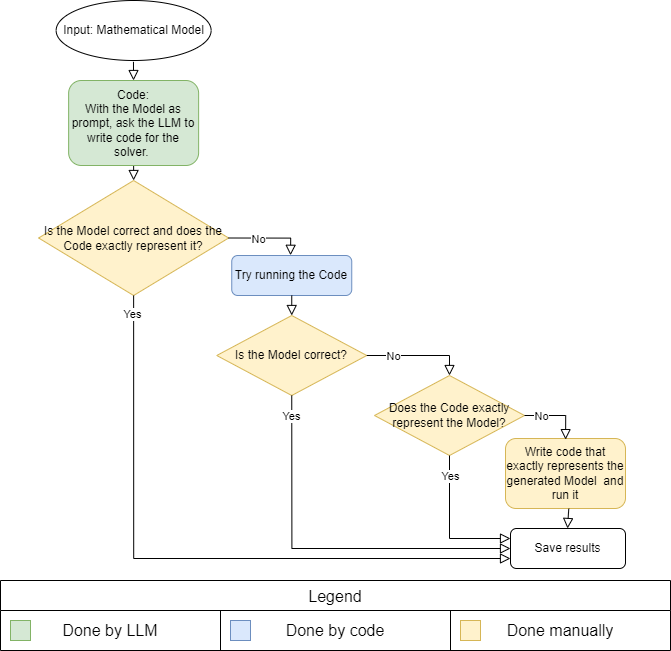 Input: Mathematical Model
Code:
With the Model as
prompt, ask the LLM to
write code for the
solver.
Is the Model correct and does the
Code exactly represent it?
No
Yes
Try running the Code
Is the Model correct?
No
Yes
Does the Code exactly
represent the Model?
No
Yes
Write code that
exactly represents the
generated Model and
run it
Save results
Legend
Done by LLM
Done by code
Done manually